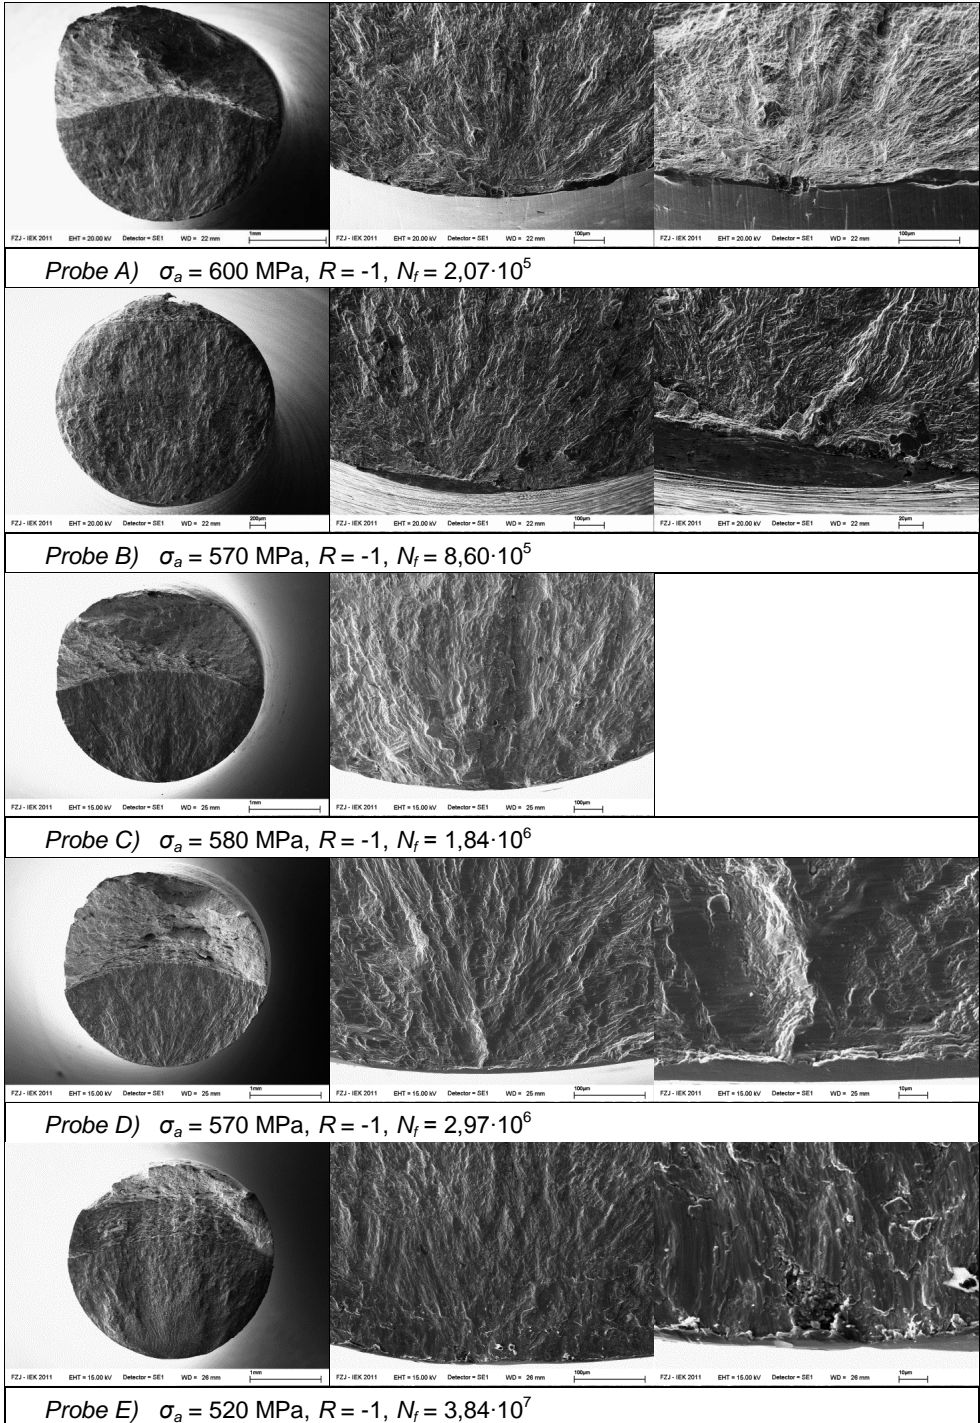 FZJ - IEK 2011 EHT = 20.00 kV Detector = SE1 WD = 22 mm 1mm
FZJ - IEK 2011 EHT = 20.00 kV Detector = SE1 WD = 22 mm 100µm
FZJ - IEK 2011 EHT = 20.00 kV Detector = SE1 WD = 22 mm 100µm
Probe A) σa = 600 MPa, R = -1, Nf = 2,07·10⁵
FZJ - IEK 2011 EHT = 20.00 kV Detector = SE1 WD = 22 mm 200µm
FZJ - IEK 2011 EHT = 20.00 kV Detector = SE1 WD = 22 mm 100µm
FZJ - IEK 2011 EHT = 20.00 kV Detector = SE1 WD = 22 mm 20µm
Probe B) σa = 570 MPa, R = -1, Nf = 8,60·10⁵
FZJ - IEK 2011 EHT = 15.00 kV Detector = SE1 WD = 25 mm 1mm
FZJ - IEK 2011 EHT = 15.00 kV Detector = SE1 WD = 25 mm 100µm
Probe C) σa = 580 MPa, R = -1, Nf = 1,84·10⁶
FZJ - IEK 2011 EHT = 15.00 kV Detector = SE1 WD = 25 mm 1mm
FZJ - IEK 2011 EHT = 15.00 kV Detector = SE1 WD = 25 mm 100µm
FZJ - IEK 2011 EHT = 15.00 kV Detector = SE1 WD = 25 mm 10µm
Probe D) σa = 570 MPa, R = -1, Nf = 2,97·10⁶
FZJ - IEK 2011 EHT = 15.00 kV Detector = SE1 WD = 26 mm 1mm
FZJ - IEK 2011 EHT = 15.00 kV Detector = SE1 WD = 26 mm 100µm
FZJ - IEK 2011 EHT = 15.00 kV Detector = SE1 WD = 26 mm 10µm
Probe E) σa = 520 MPa, R = -1, Nf = 3,84·10⁷